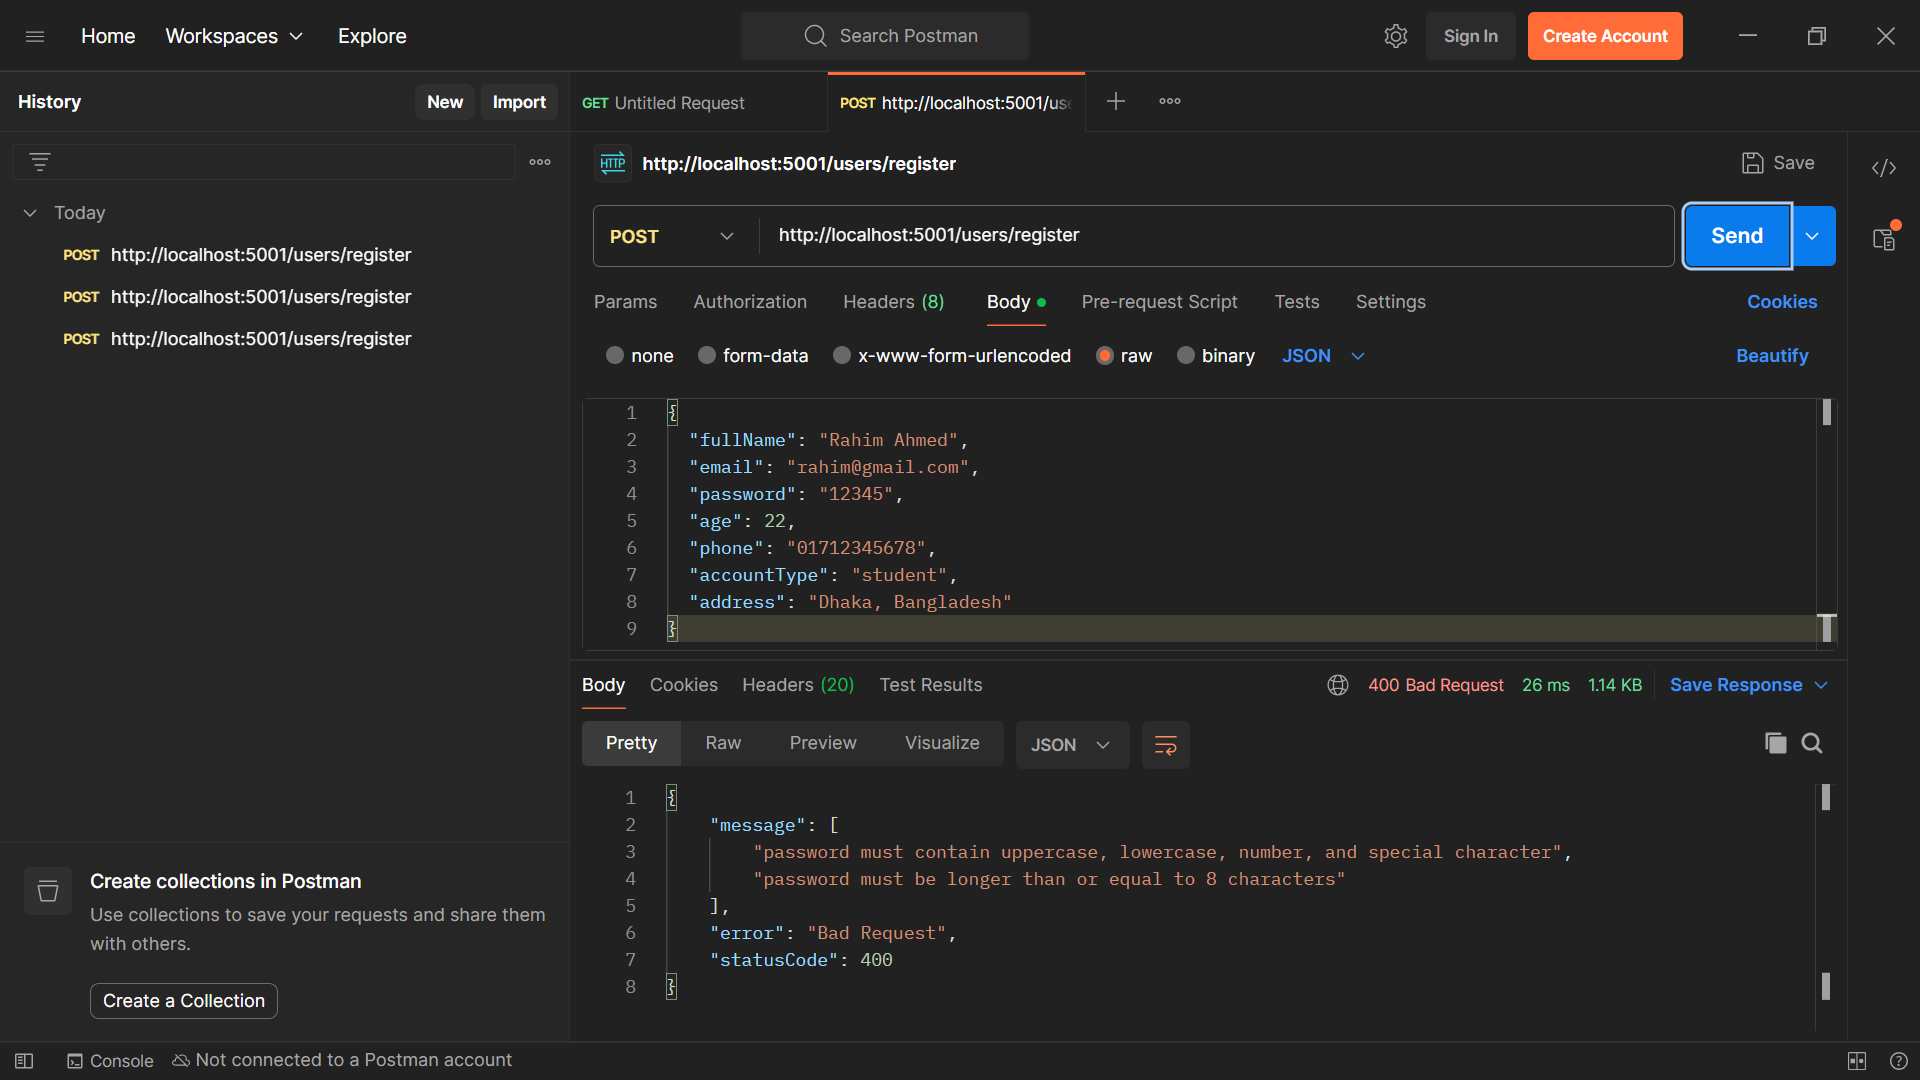 Home Workspaces Explore Search Postman Sign In Create Account
History New Import
GET Untitled Request POST http://localhost:5001/us
HTTP http://localhost:5001/users/register Save
Today
POST http://localhost:5001/users/register
POST http://localhost:5001/users/register
POST http://localhost:5001/users/register
POST http://localhost:5001/users/register Send
Params Authorization Headers (8) Body Pre-request Script Tests Settings Cookies
none form-data x-www-form-urlencoded raw binary JSON Beautify
1 {
2 "fullName": "Rahim Ahmed",
3 "email": "rahim@gmail.com",
4 "password": "12345",
5 "age": 22,
6 "phone": "01712345678",
7 "accountType": "student",
8 "address": "Dhaka, Bangladesh"
9 }
Body Cookies Headers (20) Test Results 400 Bad Request 26 ms 1.14 KB Save Response
Pretty Raw Preview Visualize JSON
1 {
2 "message": [
3 "password must contain uppercase, lowercase, number, and special character",
4 "password must be longer than or equal to 8 characters"
5 ],
6 "error": "Bad Request",
7 "statusCode": 400
8 }
Create collections in Postman
Use collections to save your requests and share them
with others.
Create a Collection
Console Not connected to a Postman account